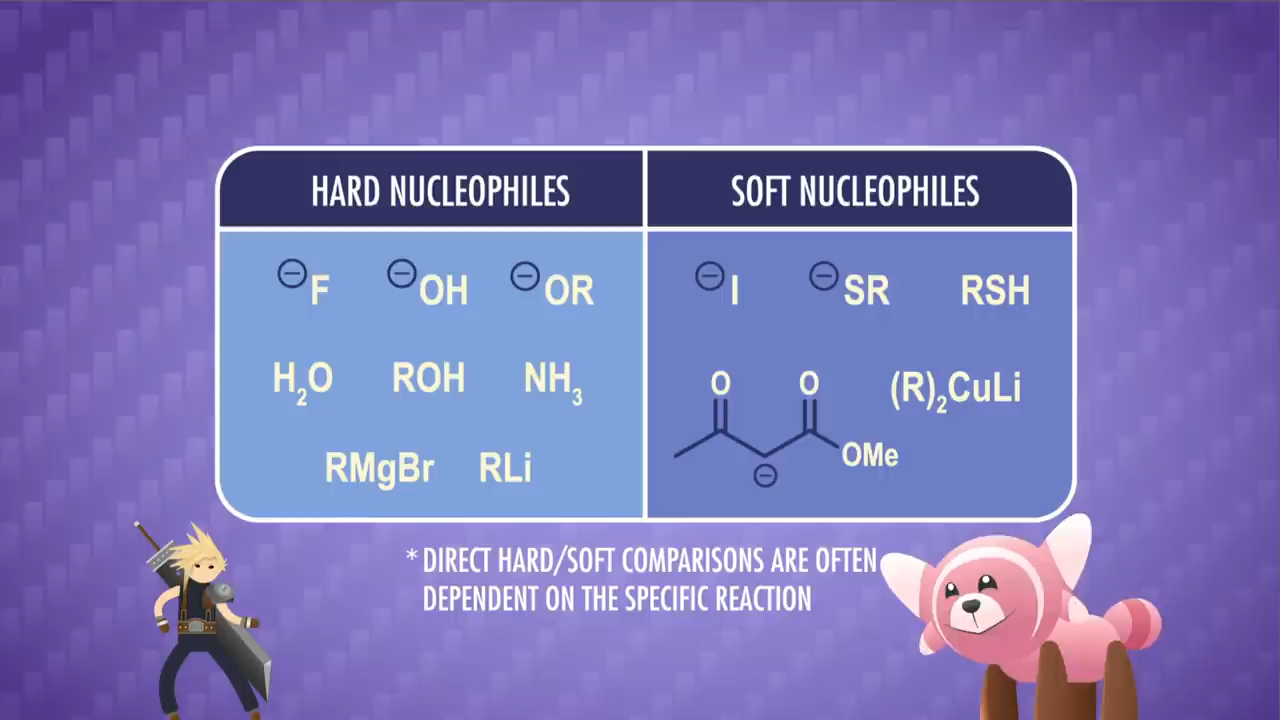 HARD NUCLEOPHILES SOFT NUCLEOPHILES
⊖F ⊖OH ⊖OR ⊖I ⊖SR RSH
H₂O ROH NH₃ O O (R)₂CuLi
⊖ OMe
RMgBr RLi
* DIRECT HARD/SOFT COMPARISONS ARE OFTEN
DEPENDENT ON THE SPECIFIC REACTION